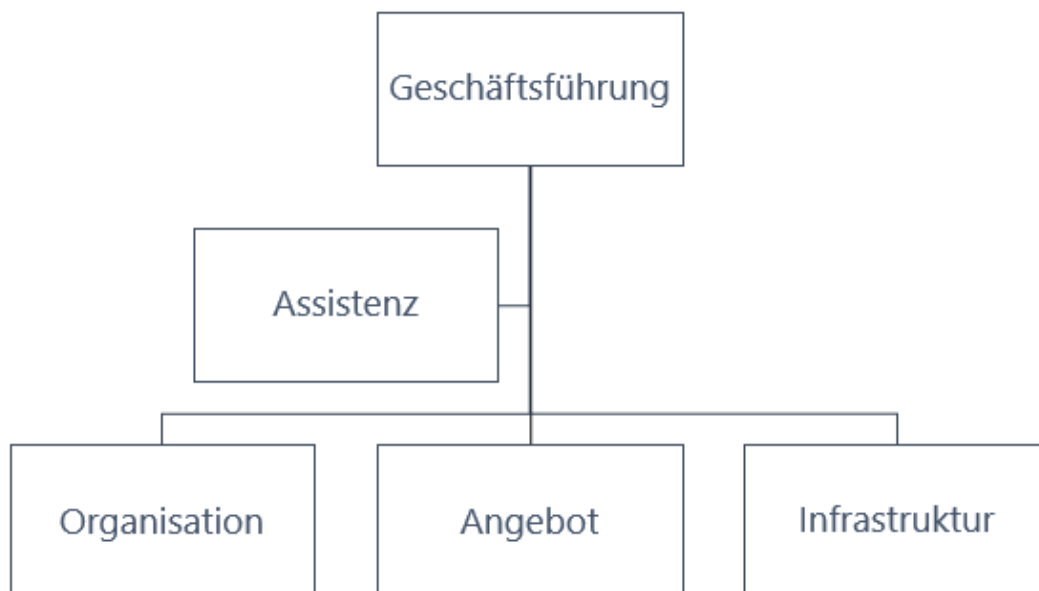 Geschäftsführung
Assistenz
Organisation
Angebot
Infrastruktur